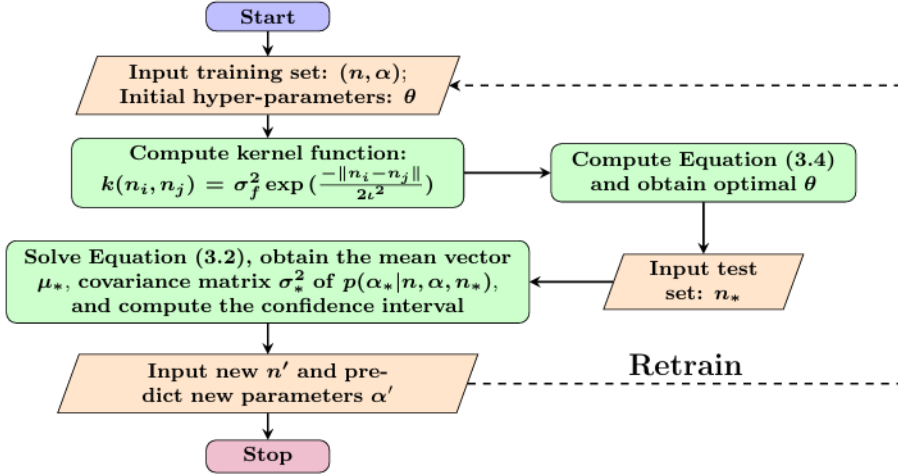 Start
Input training set: (n, α);
Initial hyper-parameters: θ
Compute kernel function:
k(n_i, n_j) = σ_f^2 exp (\frac{-‖n_i−n_j‖}{2ι^2})
Compute Equation (3.4)
and obtain optimal θ
Input test
set: n_*
Solve Equation (3.2), obtain the mean vector
μ_*, covariance matrix σ_*^2 of p(α_*|n, α, n_*),
and compute the confidence interval
Input new n′ and pre-
dict new parameters α′
Retrain
Stop